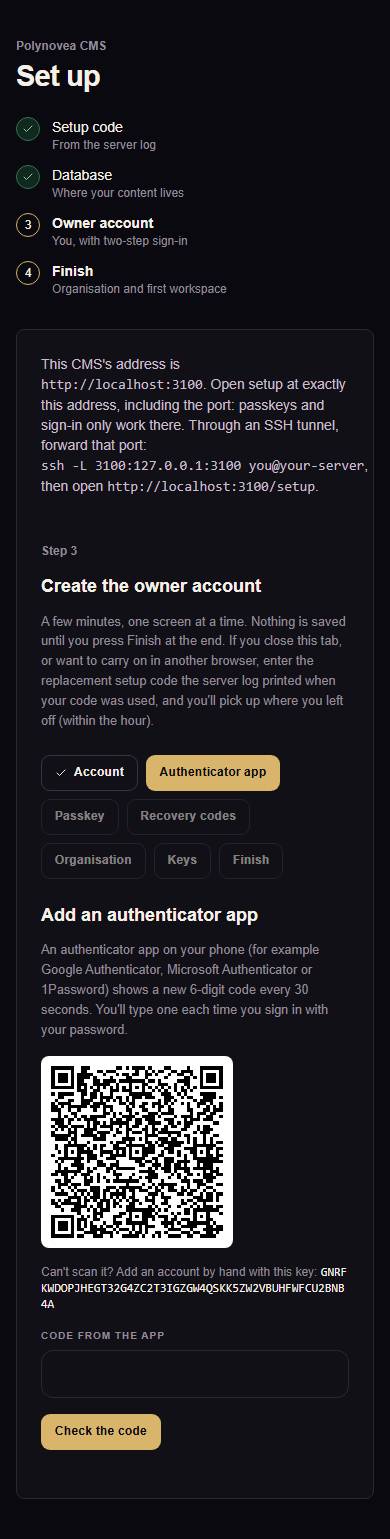 Polynovea CMS
Set up
Setup code
From the server log
Database
Where your content lives
3
Owner account
You, with two-step sign-in
4
Finish
Organisation and first workspace
This CMS's address is
http://localhost:3100. Open setup at exactly
this address, including the port: passkeys and
sign-in only work there. Through an SSH tunnel,
forward that port:
ssh -L 3100:127.0.0.1:3100 you@your-server,
then open http://localhost:3100/setup.
Step 3
Create the owner account
A few minutes, one screen at a time. Nothing is saved
until you press Finish at the end. If you close this tab,
or want to carry on in another browser, enter the
replacement setup code the server log printed when
your code was used, and you'll pick up where you left
off (within the hour).
Account
Authenticator app
Passkey
Recovery codes
Organisation
Keys
Finish
Add an authenticator app
An authenticator app on your phone (for example
Google Authenticator, Microsoft Authenticator or
1Password) shows a new 6-digit code every 30
seconds. You'll type one each time you sign in with
your password.
Can't scan it? Add an account by hand with this key: GNRF
KWDOPJHEGT32G4ZC2T3IGZGW4QSKK5ZW2VBUHFWFCU2BNB
4A
CODE FROM THE APP
Check the code